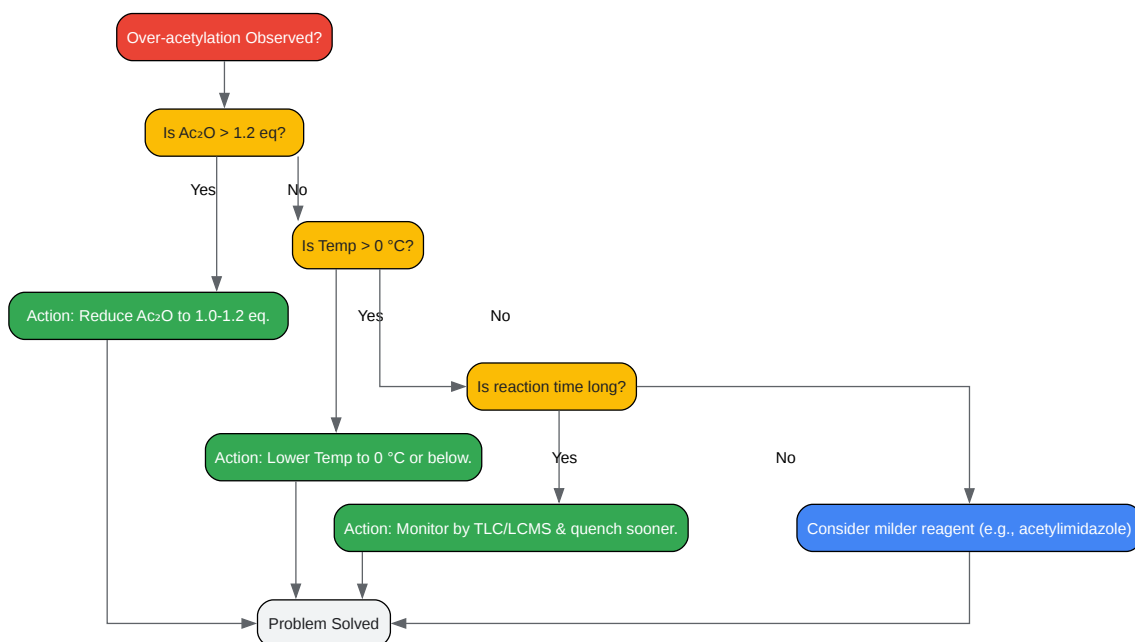 Over-acetylation Observed?
Is Ac₂O > 1.2 eq?
Yes
No
Is Temp > 0 °C?
Action: Reduce Ac₂O to 1.0-1.2 eq.
Yes
No
Is reaction time long?
Action: Lower Temp to 0 °C or below.
Yes
No
Action: Monitor by TLC/LCMS & quench sooner.
Consider milder reagent (e.g., acetylimidazole)
Problem Solved